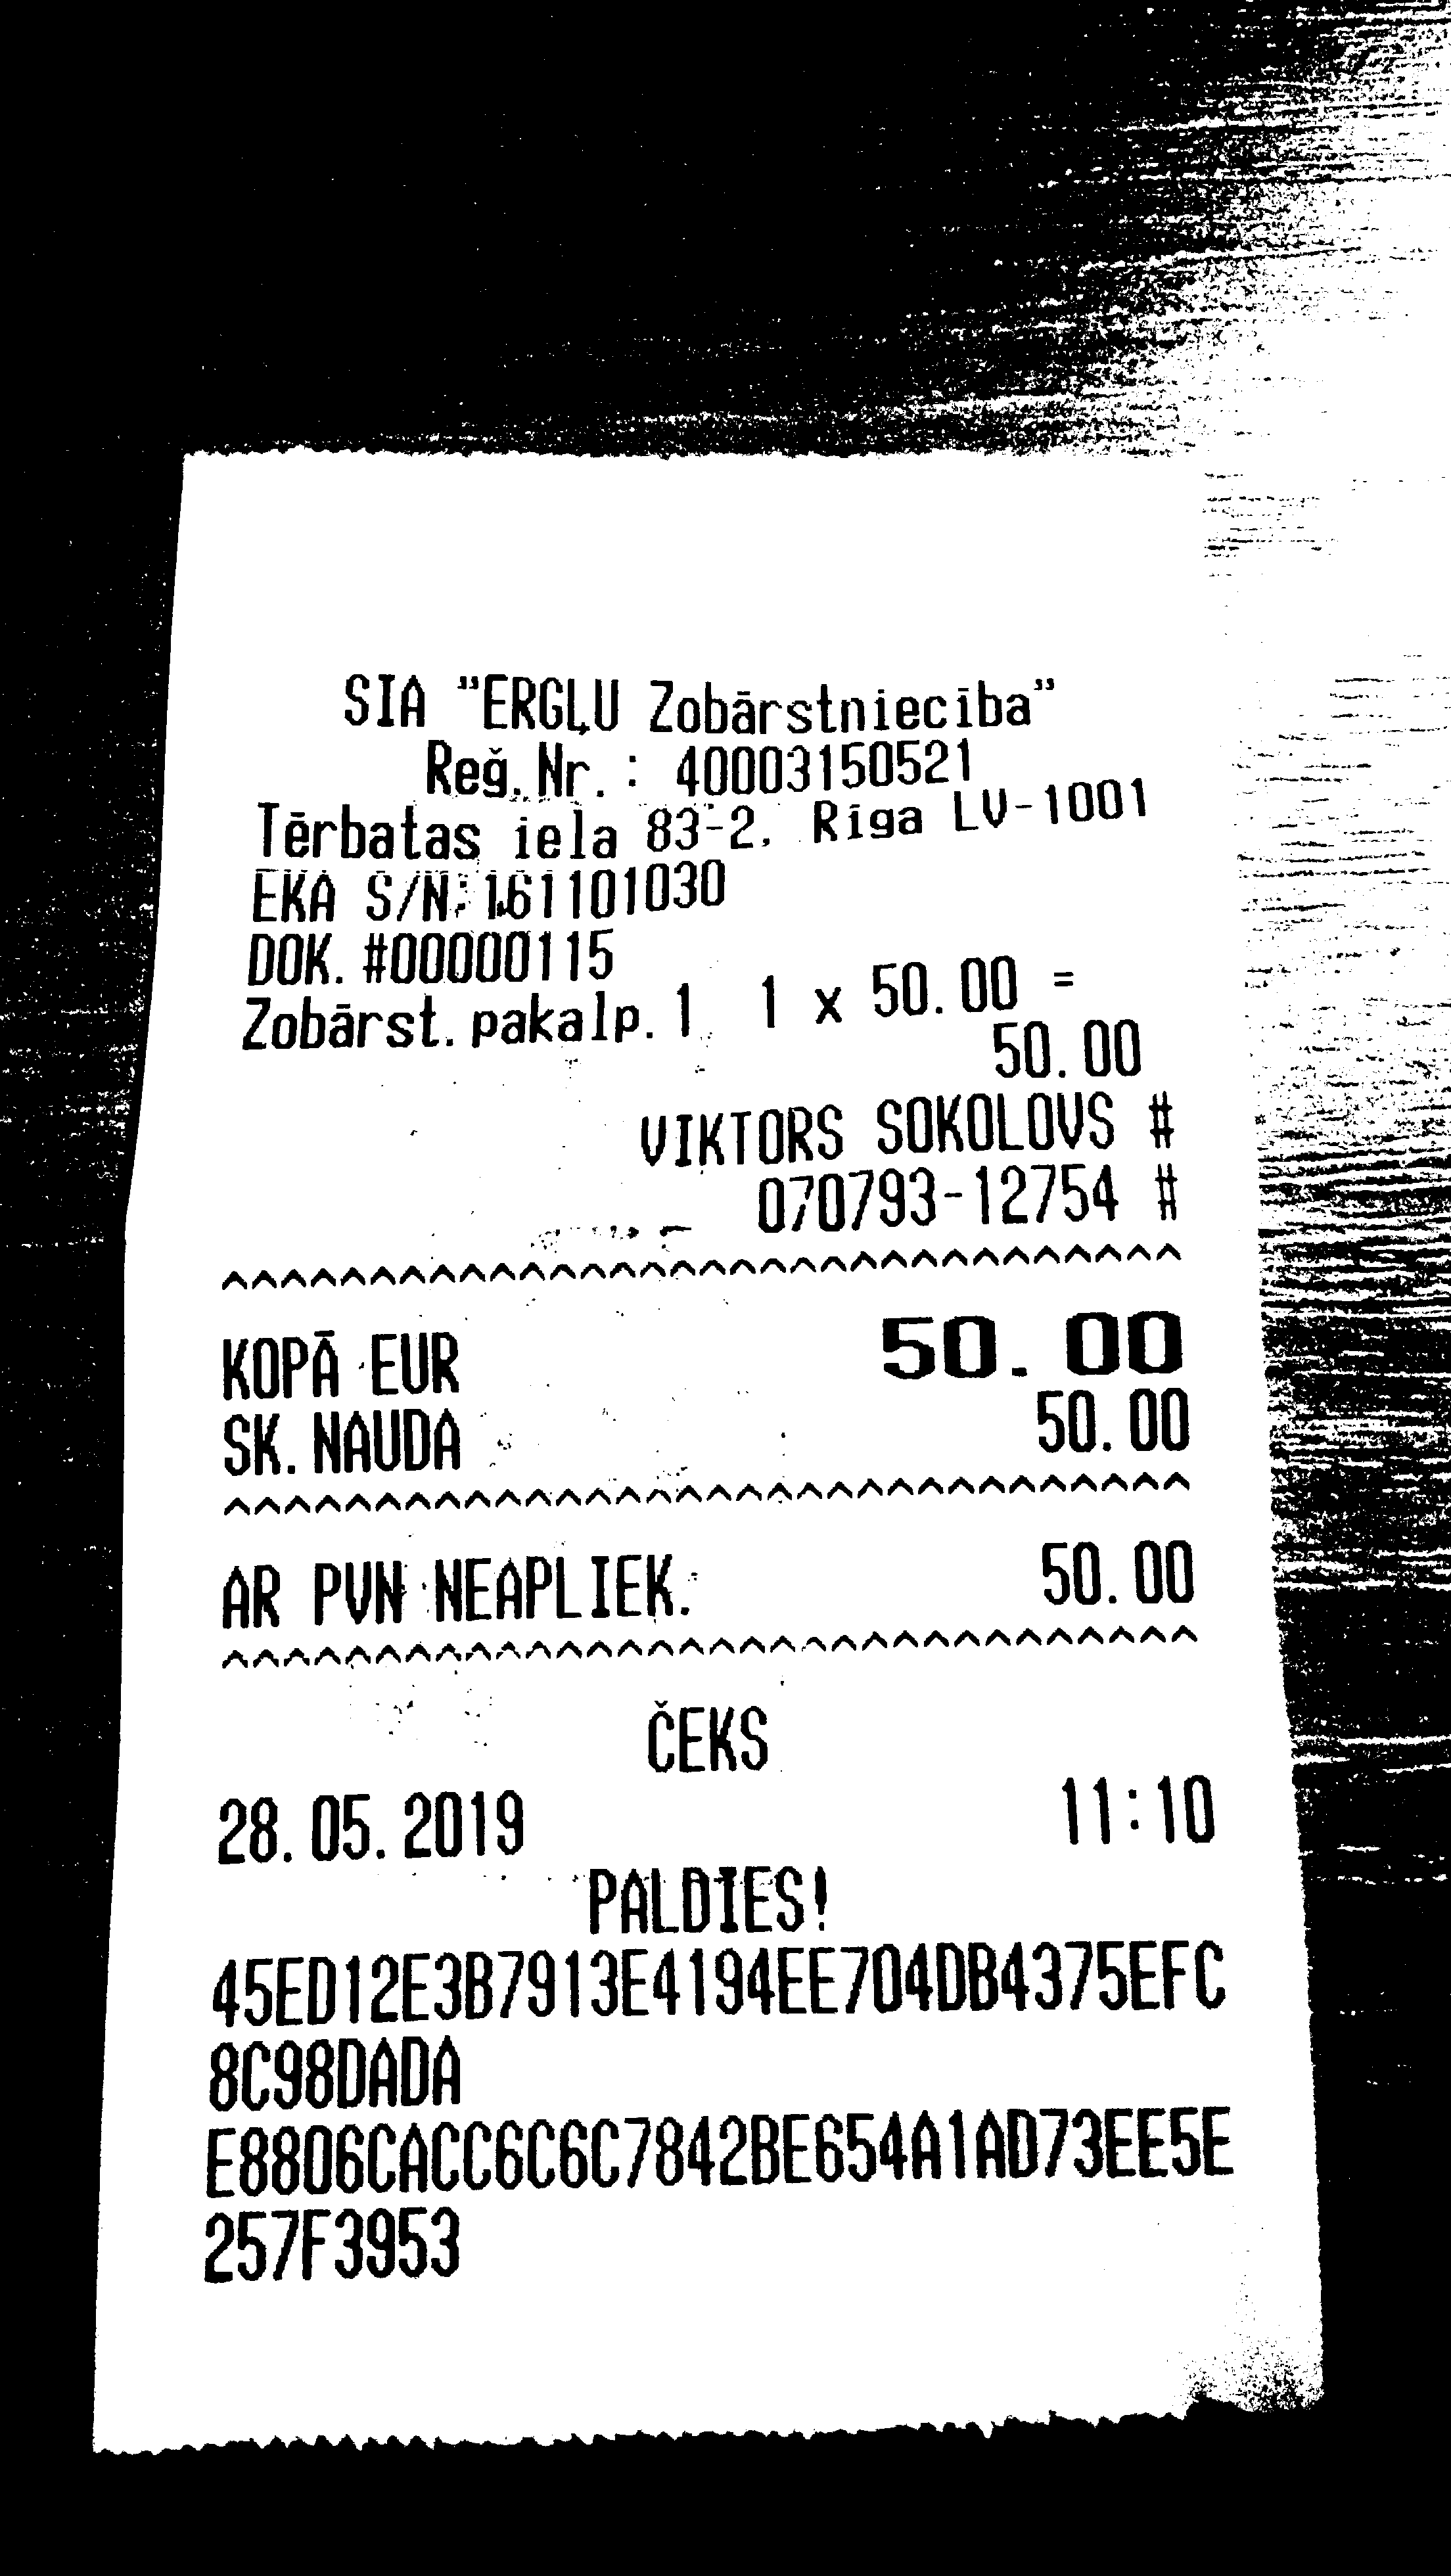 SIA "ERGĻU Zobārstniecība"
Reģ.Nr.: 40003150521
Tērbatas iela 83-2, Rīga LV-1001
EKA S/N:161101030
DOK. #00000115
Zobārst.pakalp.1 1 x 50.00 =
50.00
VIKTORS SOKOLOVS #
070793-12754 #
^^^^^^^^^^^^^^^^^^^^^^^^^^^^^^^^
KOPĀ EUR 50.00
SK.NAUDA 50.00
^^^^^^^^^^^^^^^^^^^^^^^^^^^^^^^^
AR PVN NEAPLIEK. 50.00
^^^^^^^^^^^^^^^^^^^^^^^^^^^^^^^^
ČEKS
28.05.2019 11:10
PALDIES!
45ED12E3B7913E4194EE704DB4375EFC
8C98DADA
E8806CACC6C6C7842BE654A1AD73EE5E
257F3953